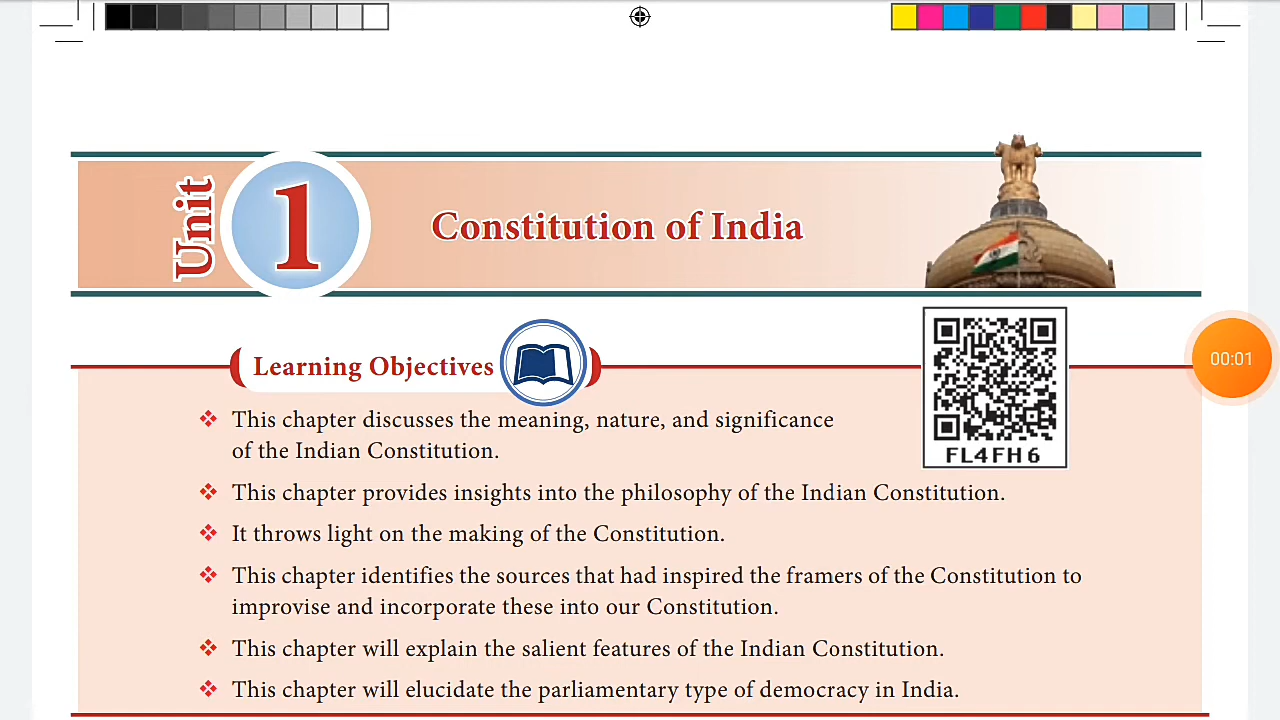 Unit
1
Constitution of India
Learning Objectives
FL4FH6
00:01
❖ This chapter discusses the meaning, nature, and significance
of the Indian Constitution.
❖ This chapter provides insights into the philosophy of the Indian Constitution.
❖ It throws light on the making of the Constitution.
❖ This chapter identifies the sources that had inspired the framers of the Constitution to
improvise and incorporate these into our Constitution.
❖ This chapter will explain the salient features of the Indian Constitution.
❖ This chapter will elucidate the parliamentary type of democracy in India.